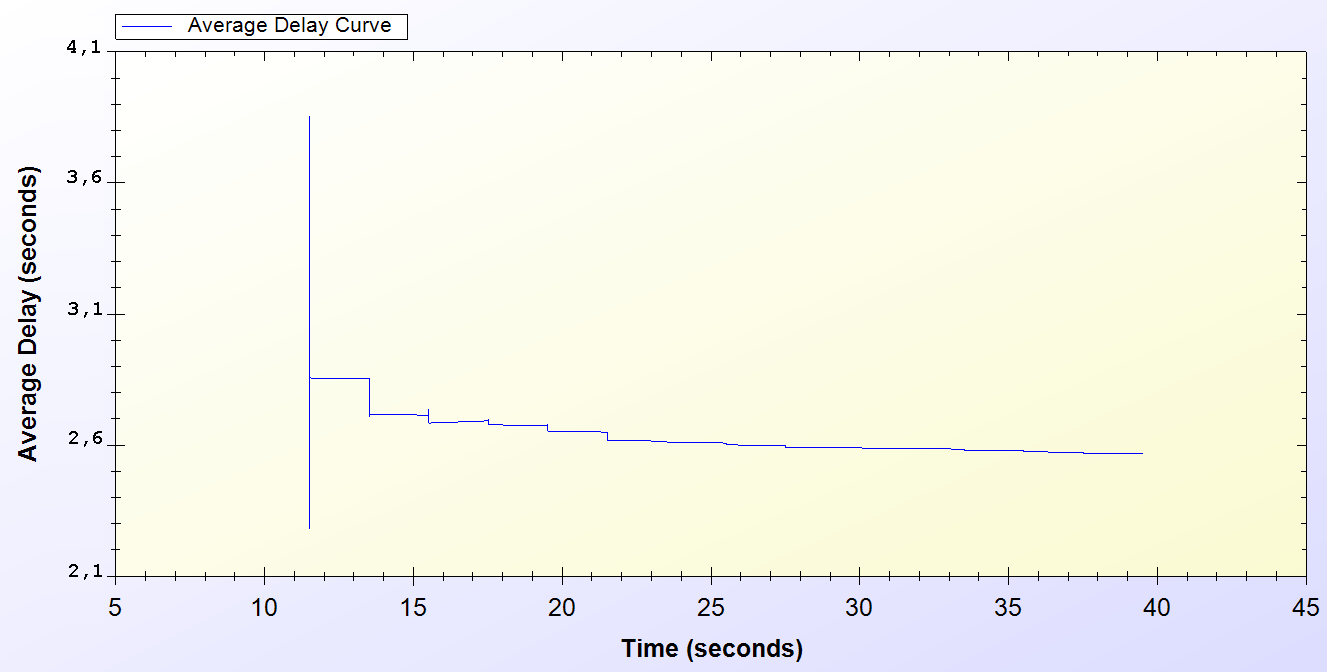 Average Delay Curve
4,1
3,6
3,1
2,6
2,1
Average Delay (seconds)
5 10 15 20 25 30 35 40 45
Time (seconds)